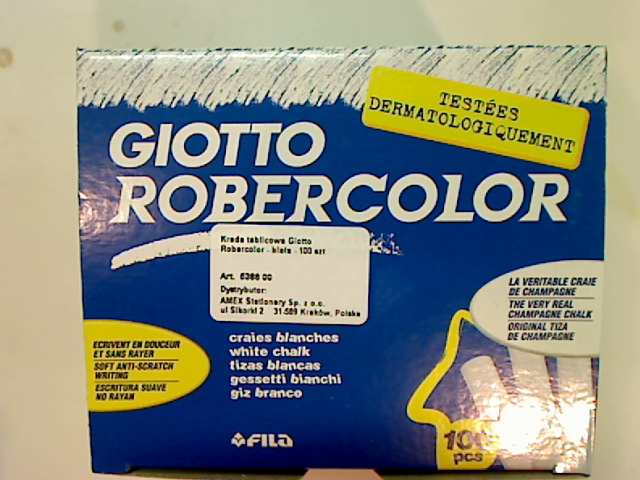 TESTÉES
DERMATOLOGIQUEMENT
GIOTTO
ROBERCOLOR
Kreda tablicowa Giotto
Robercolor - biała - 100 szt
Art. 5388 00
Dystrybutor:
AMEX Stationery Sp. z o.o.
ul Sikorki 2 31-589 Kraków, Polska
LA VERITABLE CRAIE
DE CHAMPAGNE
THE VERY REAL
CHAMPAGNE CHALK
ORIGINAL TIZA
DE CHAMPAGNE
ECRIVENT EN DOUCEUR
ET SANS RAYER
SOFT ANTI-SCRATCH
WRITING
ESCRITURA SUAVE
NO RAYAN
craies blanches
white chalk
tizas blancas
gessetti bianchi
giz branco
FILA
100
pcs